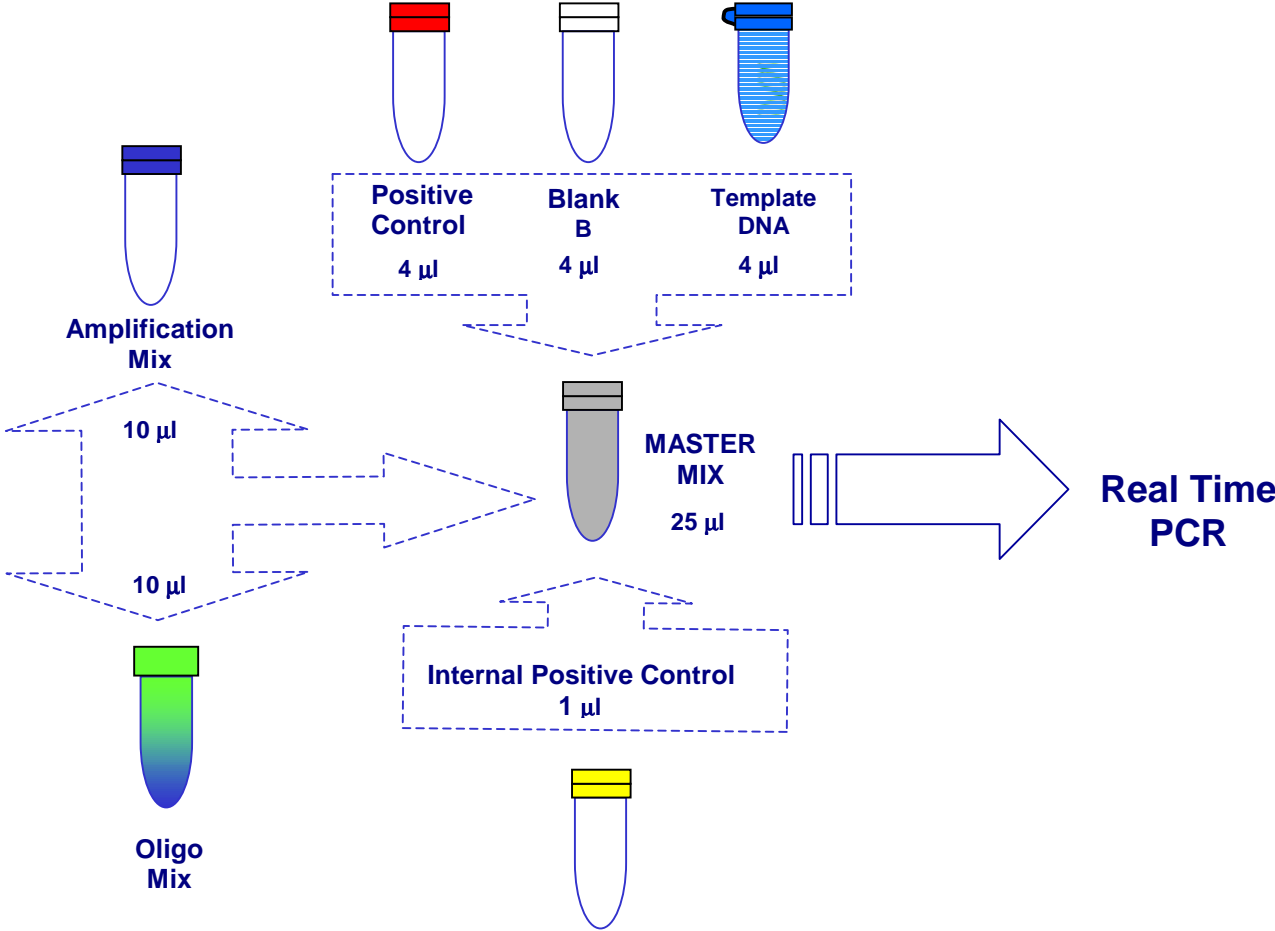 Positive
Control
4 μl
Blank
B
4 μl
Template
DNA
4 μl
Amplification
Mix
10 μl
MASTER
MIX
25 μl
Real Time
PCR
10 μl
Oligo
Mix
Internal Positive Control
1 μl